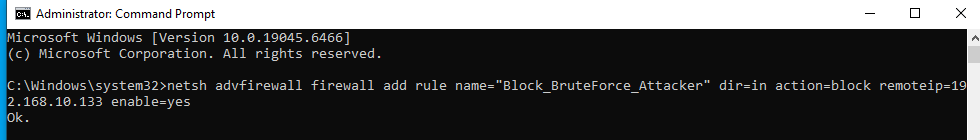 Administrator: Command Prompt
Microsoft Windows [Version 10.0.19045.6466]
(c) Microsoft Corporation. All rights reserved.
C:\Windows\system32>netsh advfirewall firewall add rule name="Block_BruteForce_Attacker" dir=in action=block remoteip=19
2.168.10.133 enable=yes
Ok.